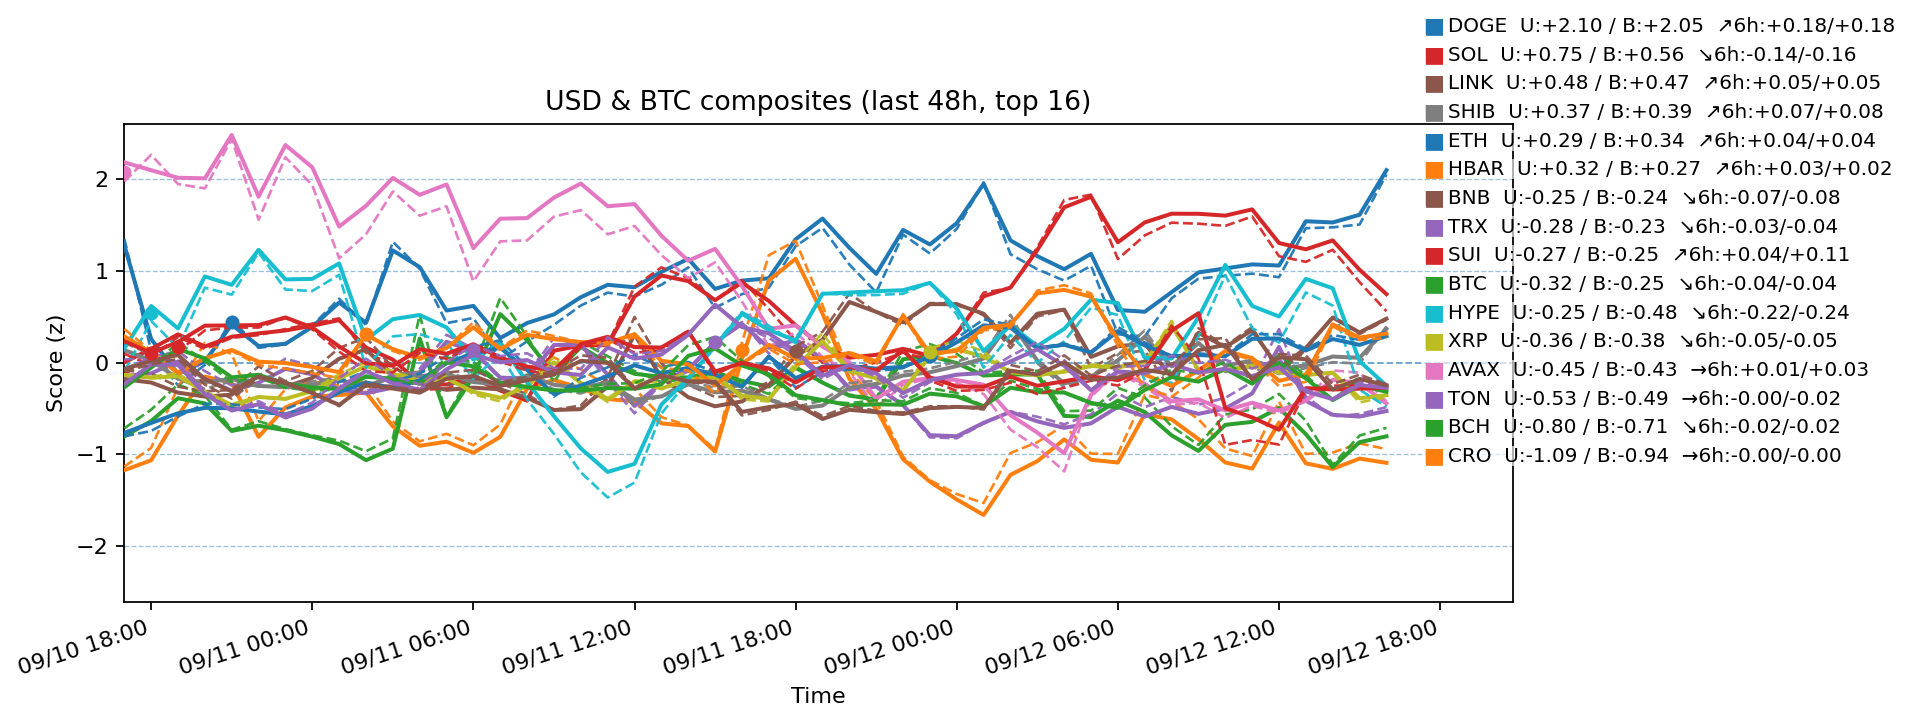 DOGE  U:+2.10 / B:+2.05  ↗6h:+0.18/+0.18
SOL  U:+0.75 / B:+0.56  ↘6h:-0.14/-0.16
LINK  U:+0.48 / B:+0.47  ↗6h:+0.05/+0.05
SHIB  U:+0.37 / B:+0.39  ↗6h:+0.07/+0.08
ETH  U:+0.29 / B:+0.34  ↗6h:+0.04/+0.04
HBAR  U:+0.32 / B:+0.27  ↗6h:+0.03/+0.02
BNB  U:-0.25 / B:-0.24  ↘6h:-0.07/-0.08
TRX  U:-0.28 / B:-0.23  ↘6h:-0.03/-0.04
SUI  U:-0.27 / B:-0.25  ↗6h:+0.04/+0.11
BTC  U:-0.32 / B:-0.25  ↘6h:-0.04/-0.04
HYPE  U:-0.25 / B:-0.48  ↘6h:-0.22/-0.24
XRP  U:-0.36 / B:-0.38  ↘6h:-0.05/-0.05
AVAX  U:-0.45 / B:-0.43  →6h:+0.01/+0.03
TON  U:-0.53 / B:-0.49  →6h:-0.00/-0.02
BCH  U:-0.80 / B:-0.71  ↘6h:-0.02/-0.02
CRO  U:-1.09 / B:-0.94  →6h:-0.00/-0.00
USD & BTC composites (last 48h, top 16)
Score (z)
2
1
0
−1
−2
09/10 18:00
09/11 00:00
09/11 06:00
09/11 12:00
09/11 18:00
09/12 00:00
09/12 06:00
09/12 12:00
09/12 18:00
Time